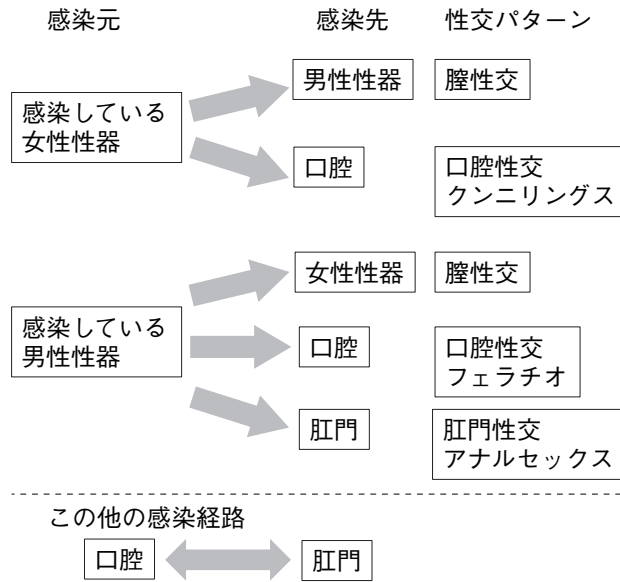 感染元 感染先 性交パターン
感染している
女性性器
男性性器 膣性交
口腔 口腔性交
クンニリングス
感染している
男性性器
女性性器 膣性交
口腔 口腔性交
フェラチオ
肛門 肛門性交
アナルセックス
この他の感染経路
口腔 肛門